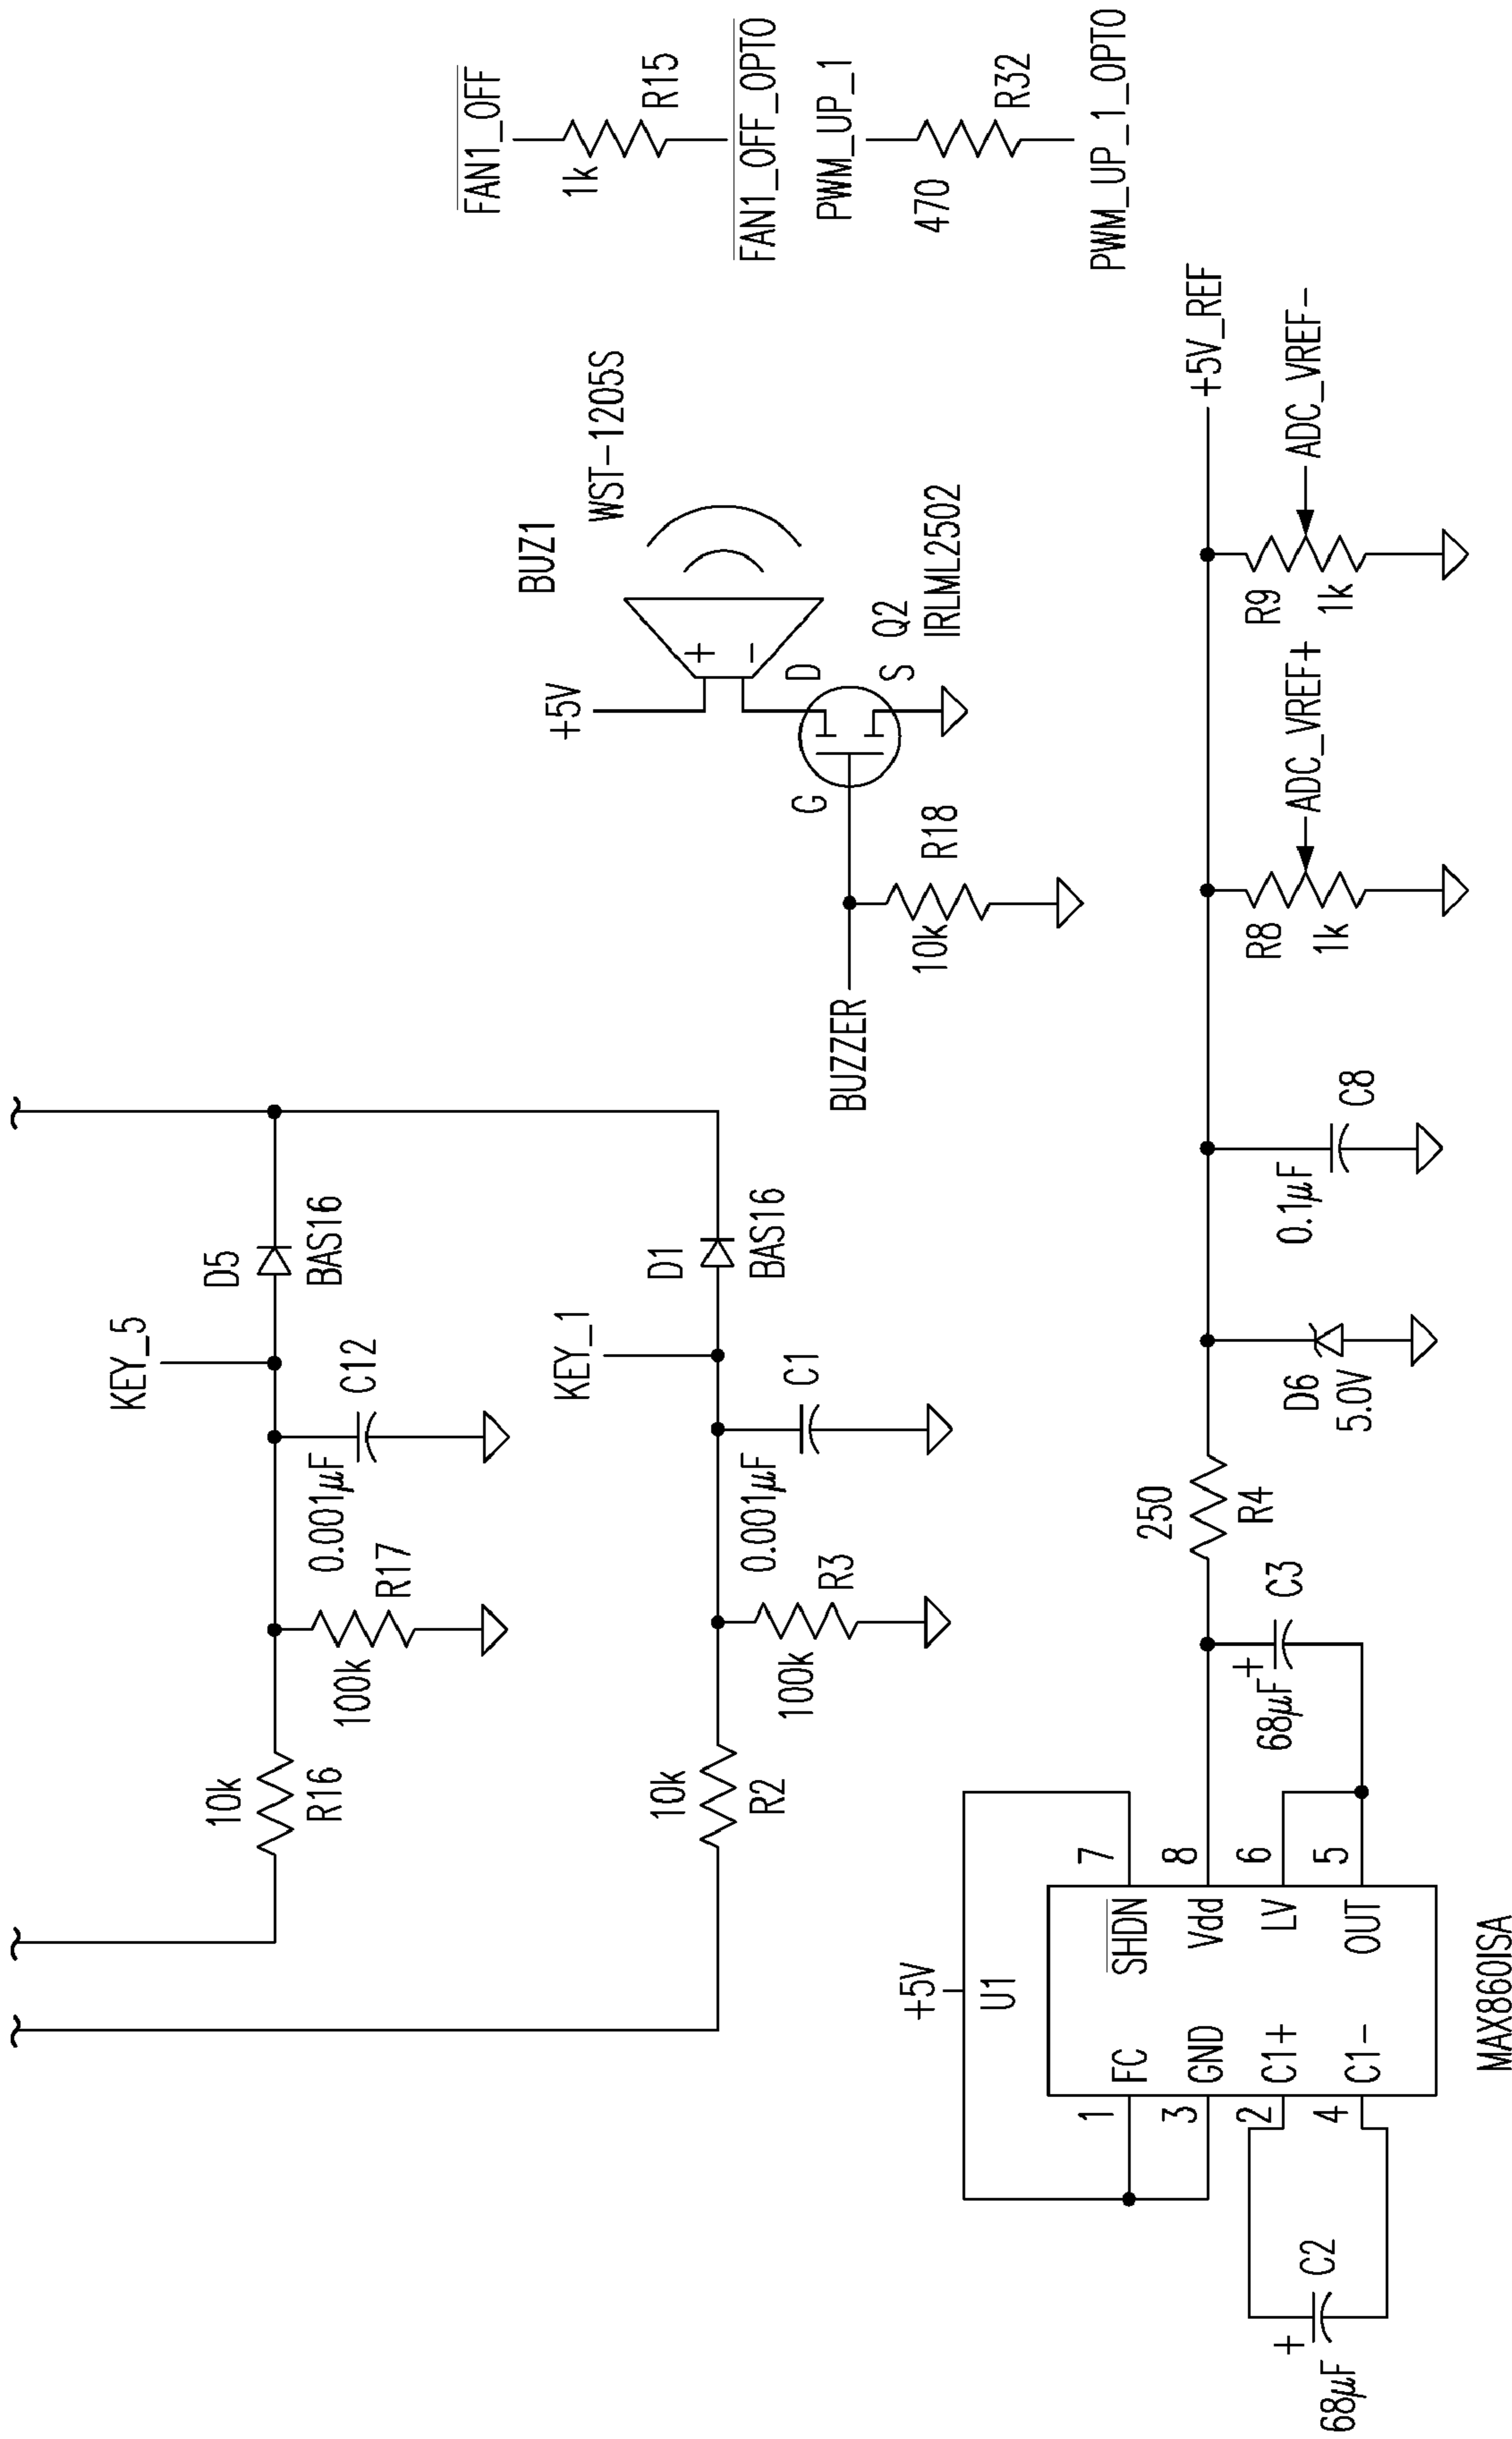 KEY_5
D5
BAS16
10k
R16
100k
R17
0.001µF
C12
KEY_1
D1
BAS16
10k
R2
100k
R3
0.001µF
C1
FAN1_OFF
1k
R15
FAN1_OFF_OPTO
PWM_UP_1
470
R32
PWM_UP_1_OPTO
BUZ1
WST-1205S
+5V
+
-
D
G
S
Q2
IRLML2502
BUZZER
10k
R18
+5V
U1
1
FC
SHDN
7
3
GND
Vdd
8
2
C1+
LV
6
4
C1-
OUT
5
MAX860ISA
+
68µF
C2
+
68µF
C3
250
R4
D6
5.0V
0.1µF
C8
R8
1k
ADC_VREF+
R9
1k
ADC_VREF-
+5V_REF